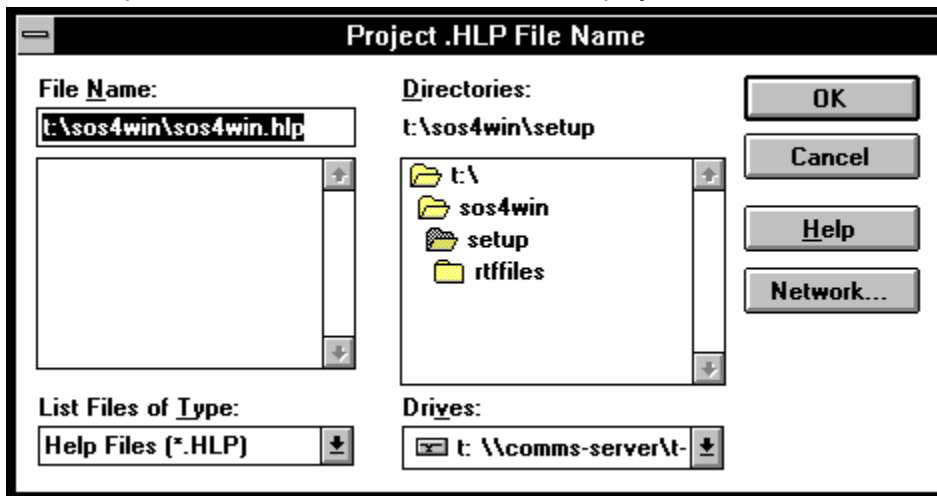 Project .HLP File Name
File Name:
t:\sos4win\sos4win.hlp
Directories:
t:\sos4win\setup
t:\
sos4win
setup
rtffiles
OK
Cancel
Help
Network...
List Files of Type:
Help Files (*.HLP)
Drives:
t: \\comms-server\t-